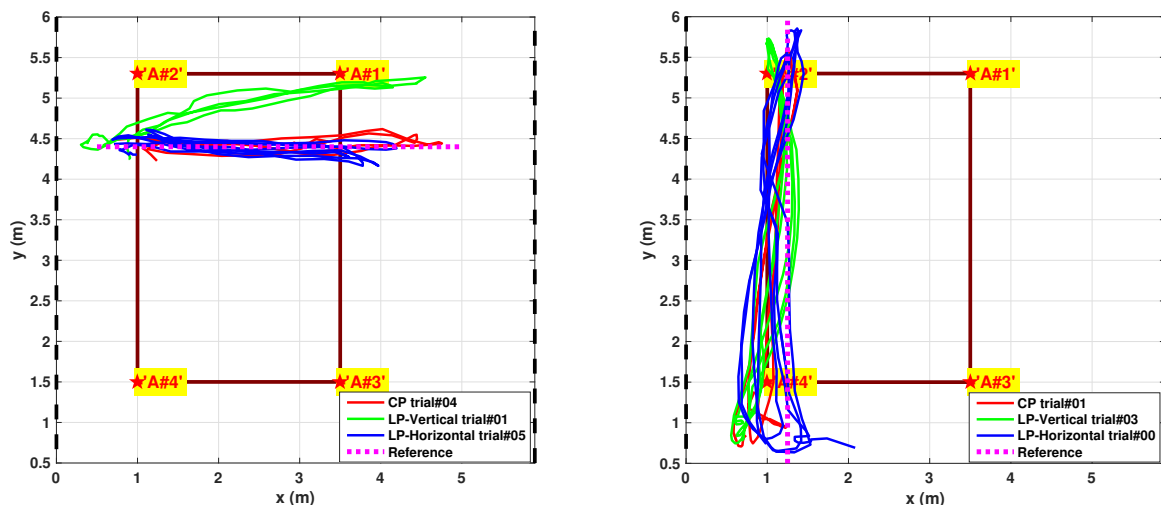 6
5.5
5
4.5
4
3.5
3
2.5
2
1.5
1
0.5
y (m)
'A#2'
'A#1'
'A#4'
'A#3'
CP trial#04
LP-Vertical trial#01
LP-Horizontal trial#05
Reference
0 1 2 3 4 5
x (m)
6
5.5
5
4.5
4
3.5
3
2.5
2
1.5
1
0.5
y (m)
'A#2'
'A#1'
'A#4'
'A#3'
CP trial#01
LP-Vertical trial#03
LP-Horizontal trial#00
Reference
0 1 2 3 4 5
x (m)